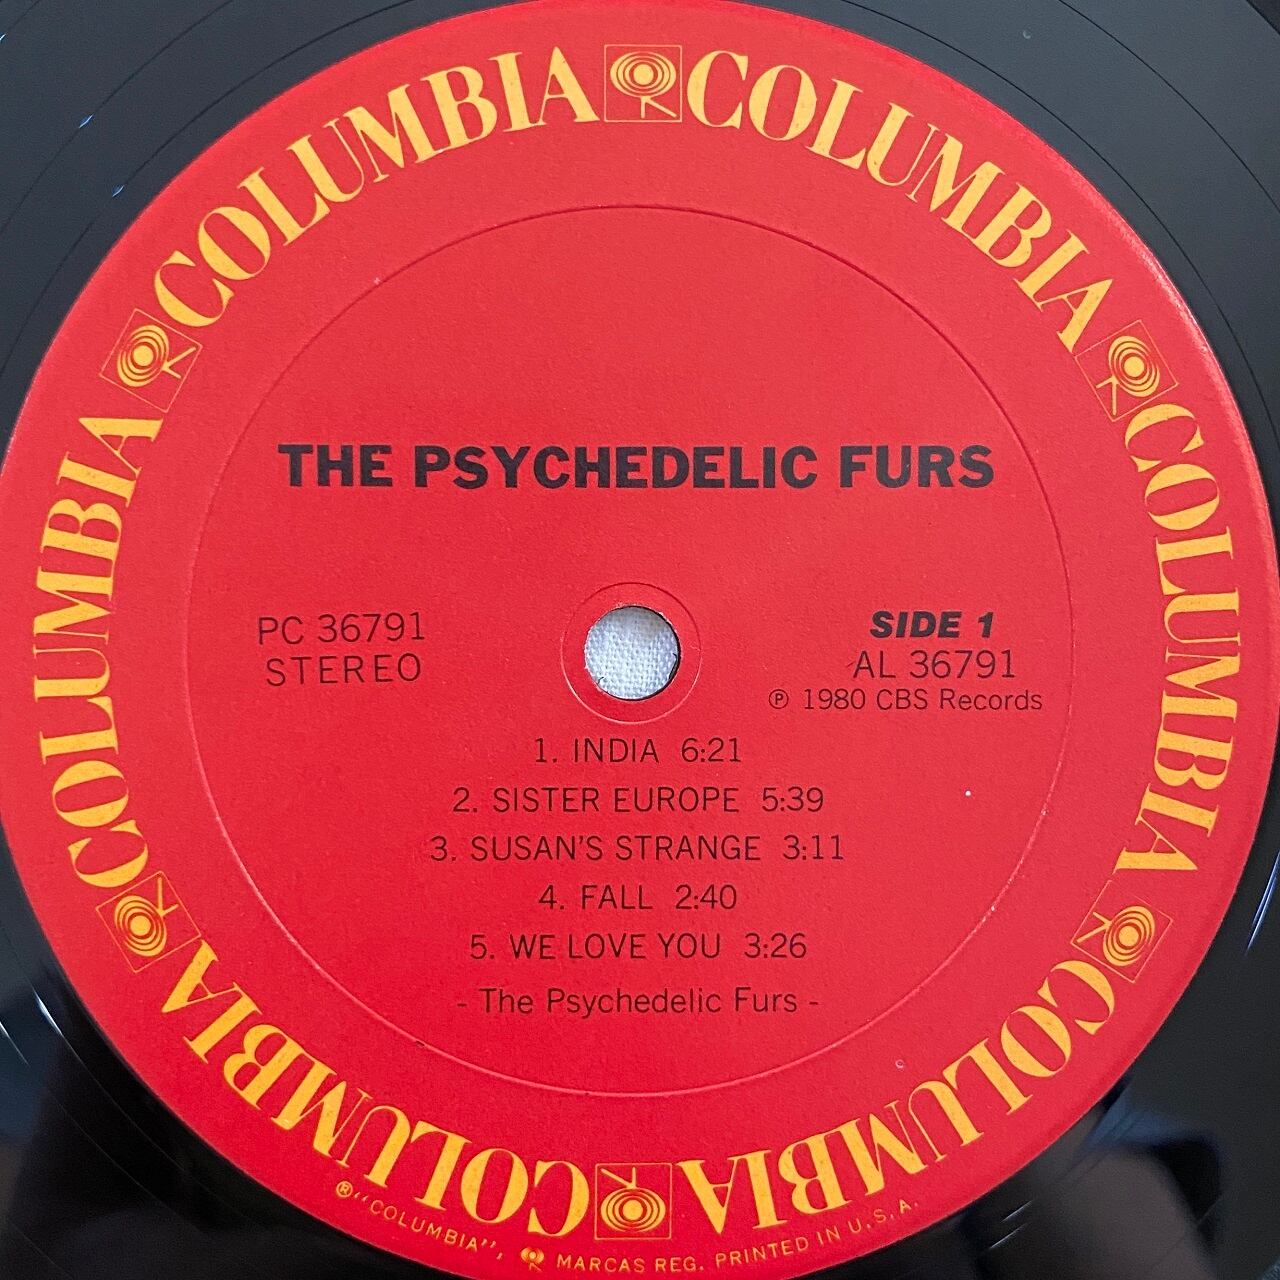 COLUMBIA COLUMBIA COLUMBIA COLUMBIA COLUMBIA COLUMBIA
THE PSYCHEDELIC FURS
PC 36791
STEREO
SIDE 1
AL 36791
Ⓟ 1980 CBS Records
1. INDIA 6:21
2. SISTER EUROPE 5:39
3. SUSAN'S STRANGE 3:11
4. FALL 2:40
5. WE LOVE YOU 3:26
- The Psychedelic Furs -
® "COLUMBIA", MARCAS REG. PRINTED IN U.S.A.